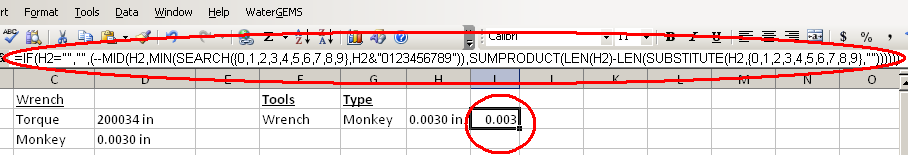 rt Format Tools Data Window Help WaterGEMS
Calibri 11 B I U $ %
=IF(H2="","",(--MID(H2,MIN(SEARCH({0,1,2,3,4,5,6,7,8,9},H2&"0123456789")),SUMPRODUCT(LEN(H2)-LEN(SUBSTITUTE(H2,{0,1,2,3,4,5,6,7,8,9},""))))))
C D E F G H I J K L M N O
Wrench Tools Type
Torque 200034 in Wrench Monkey 0.0030 in 0.003
Monkey 0.0030 in